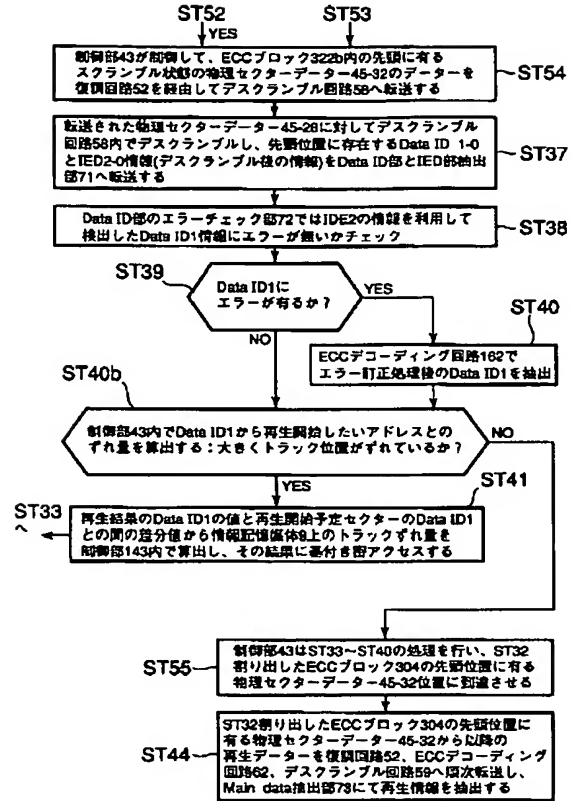 ST52
ST53
YES
制御部43が制御して、ECCブロック322b内の先頭に有る
スクランブル状態の物理セクターデーター45-32のデーターを
復調回路52を経由してデスクランブル回路58へ転送する
ST54
転送された物理セクターデーター45-28に対してデスクランブル
回路58内でデスクランブルし、先頭位置に存在するData ID 1-0
とIED2-0情報(デスクランブル後の情報)をData ID部とIED部抽出
部71へ転送する
ST37
Data ID部のエラーチェック部72ではIDE2の情報を利用して
検出したData ID1情報にエラーが無いかチェック
ST38
ST39
Data ID1に
エラーが有るか?
YES
NO
ST40
ECCデコーディング回路162で
エラー訂正処理後のData ID1を抽出
ST40b
制御部43内でData ID1から再生開始したいアドレスとの
ずれ量を算出する:大きくトラック位置がずれているか?
NO
YES
ST41
ST33
へ
再生結果のData ID1の値と再生開始予定セクターのData ID1
との間の差分値から情報記憶媒体9上のトラックずれ量を
制御部143内で算出し、その結果に基付き密アクセスする
ST55
制御部43はST33〜ST40の処理を行い、ST32
割り出したECCブロック304の先頭位置に有る
物理セクターデーター45-32位置に到達させる
ST44
ST32割り出したECCブロック304の先頭位置に
有る物理セクターデーター45-32から以降の
再生データーを復調回路52、ECCデコーディング
回路62、デスクランブル回路59へ順次転送し、
Main data抽出部73にて再生情報を抽出する